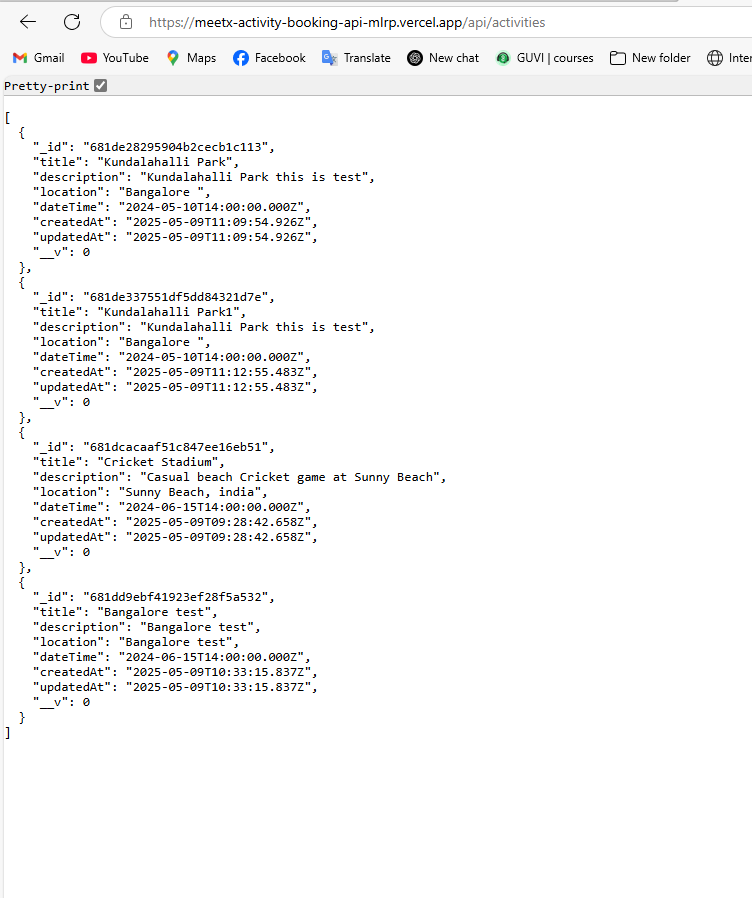 https://meetx-activity-booking-api-mlrp.vercel.app/api/activities
Gmail YouTube Maps Facebook Translate New chat GUVI | courses New folder Inter
Pretty-print
[
  {
    "_id": "681de28295904b2cecb1c113",
    "title": "Kundalahalli Park",
    "description": "Kundalahalli Park this is test",
    "location": "Bangalore ",
    "dateTime": "2024-05-10T14:00:00.000Z",
    "createdAt": "2025-05-09T11:09:54.926Z",
    "updatedAt": "2025-05-09T11:09:54.926Z",
    "__v": 0
  },
  {
    "_id": "681de337551df5dd84321d7e",
    "title": "Kundalahalli Park1",
    "description": "Kundalahalli Park this is test",
    "location": "Bangalore ",
    "dateTime": "2024-05-10T14:00:00.000Z",
    "createdAt": "2025-05-09T11:12:55.483Z",
    "updatedAt": "2025-05-09T11:12:55.483Z",
    "__v": 0
  },
  {
    "_id": "681dcacaaf51c847ee16eb51",
    "title": "Cricket Stadium",
    "description": "Casual beach Cricket game at Sunny Beach",
    "location": "Sunny Beach, india",
    "dateTime": "2024-06-15T14:00:00.000Z",
    "createdAt": "2025-05-09T09:28:42.658Z",
    "updatedAt": "2025-05-09T09:28:42.658Z",
    "__v": 0
  },
  {
    "_id": "681dd9ebf41923ef28f5a532",
    "title": "Bangalore test",
    "description": "Bangalore test",
    "location": "Bangalore test",
    "dateTime": "2024-06-15T14:00:00.000Z",
    "createdAt": "2025-05-09T10:33:15.837Z",
    "updatedAt": "2025-05-09T10:33:15.837Z",
    "__v": 0
  }
]